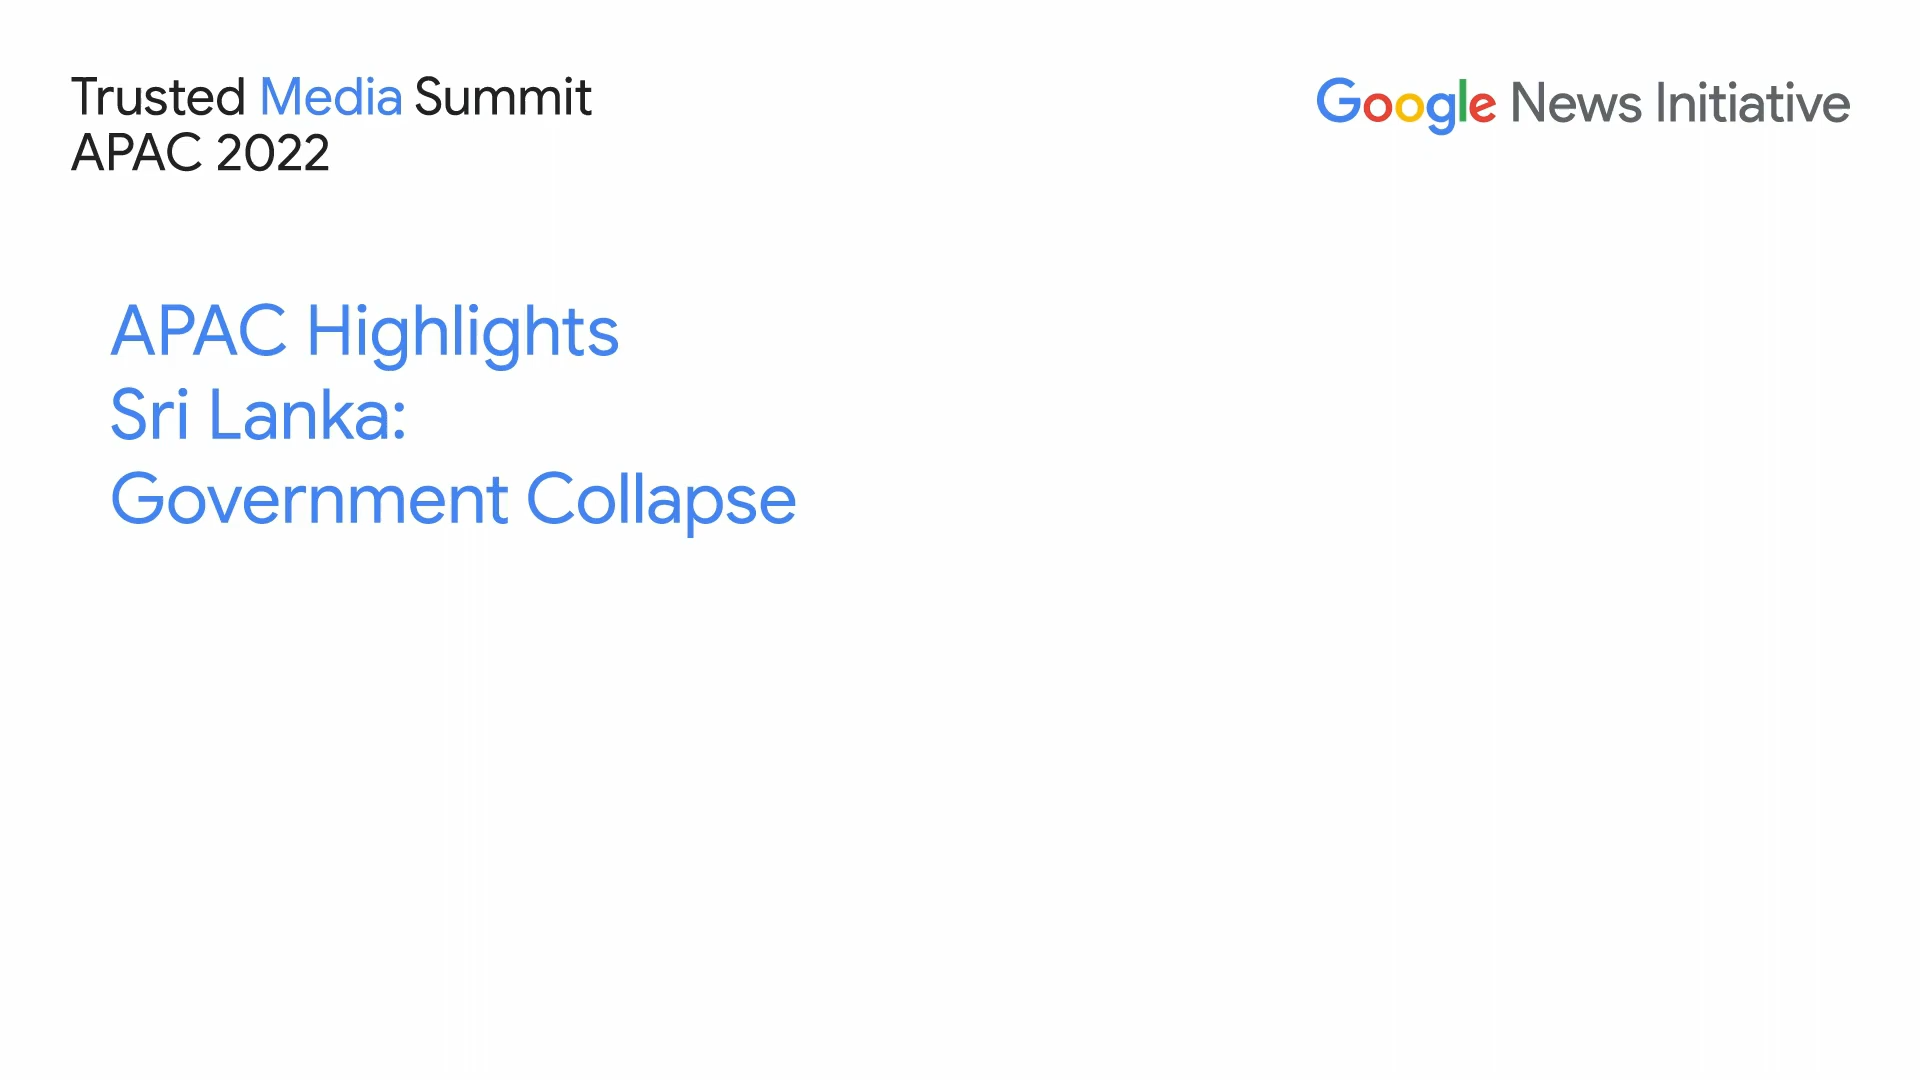 Trusted Media Summit
APAC 2022
Google News Initiative
APAC Highlights
Sri Lanka:
Government Collapse